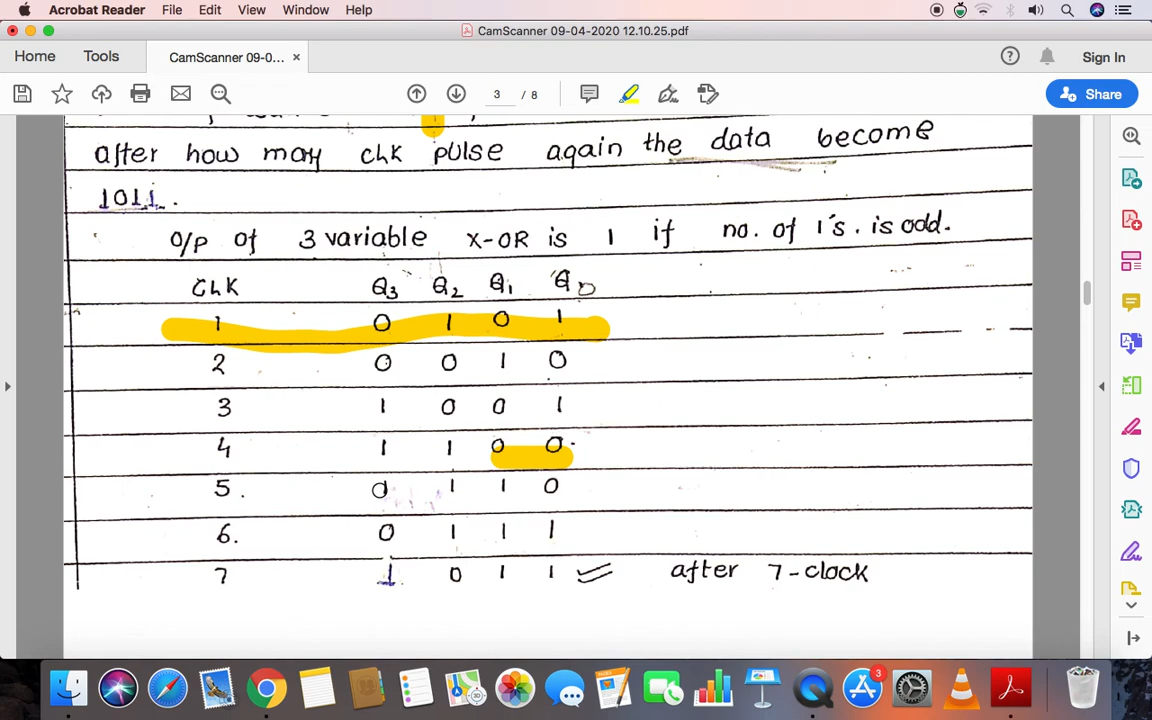 Acrobat Reader File Edit View Window Help
CamScanner 09-04-2020 12.10.25.pdf
Home Tools CamScanner 09-0... × Sign In
3 / 8 Share
after how may clk pulse again the data become
1011.
O/P of 3 variable X-OR is 1 if no. of 1's. is odd.
CLK Q3 Q2 Q1 Q0
1 0 1 0 1
2 0 0 1 0
3 1 0 0 1
4 1 1 0 0
5. 0 1 1 0
6. 0 1 1 1
7 1 0 1 1 after 7-clock
3